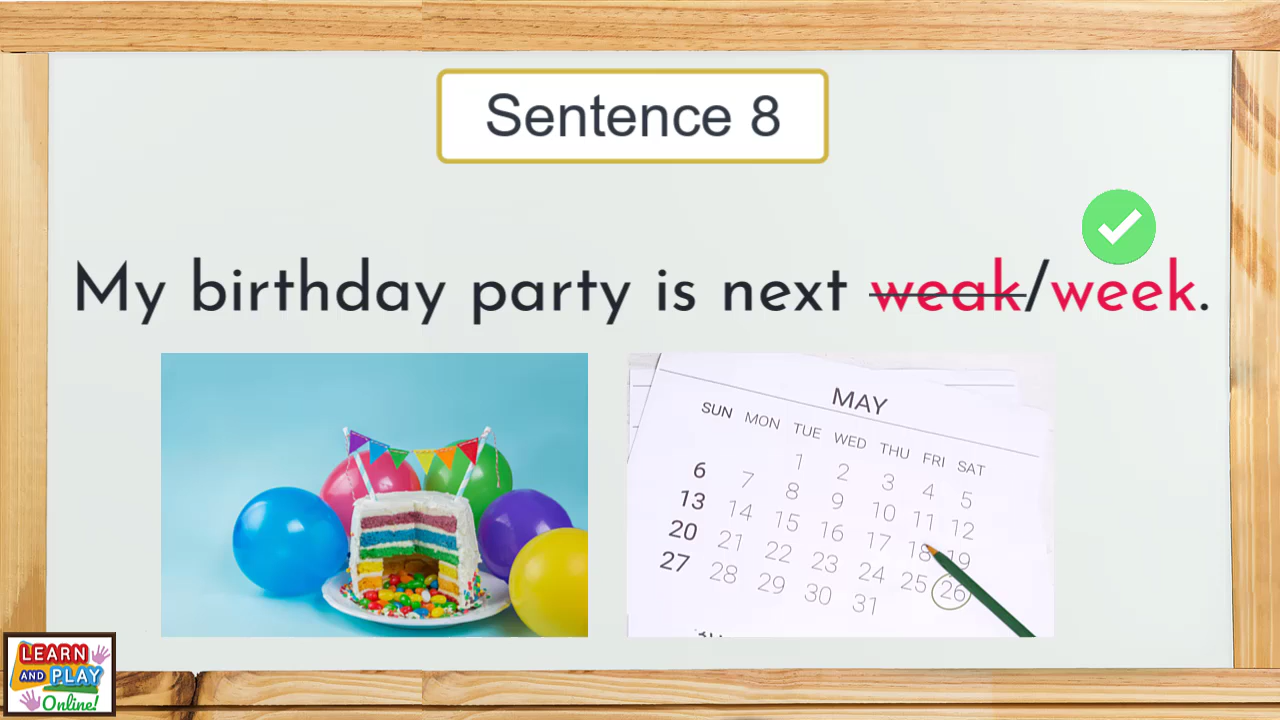 Sentence 8
My birthday party is next weak/week.
MAY
SUN MON TUE WED THU FRI SAT
1 2 3 4 5
6 7 8 9 10 11 12
13 14 15 16 17 18 19
20 21 22 23 24 25 26
27 28 29 30 31
LEARN
AND PLAY
Online!